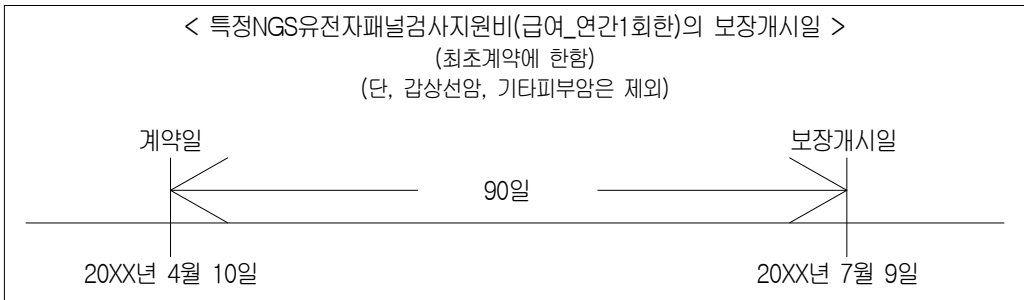 < 특정NGS유전자패널검사지원비(급여_연간1회한)의 보장개시일 >
(최초계약에 한함)
(단, 갑상선암, 기타피부암은 제외)
계약일 보장개시일
90일
20XX년 4월 10일 20XX년 7월 9일